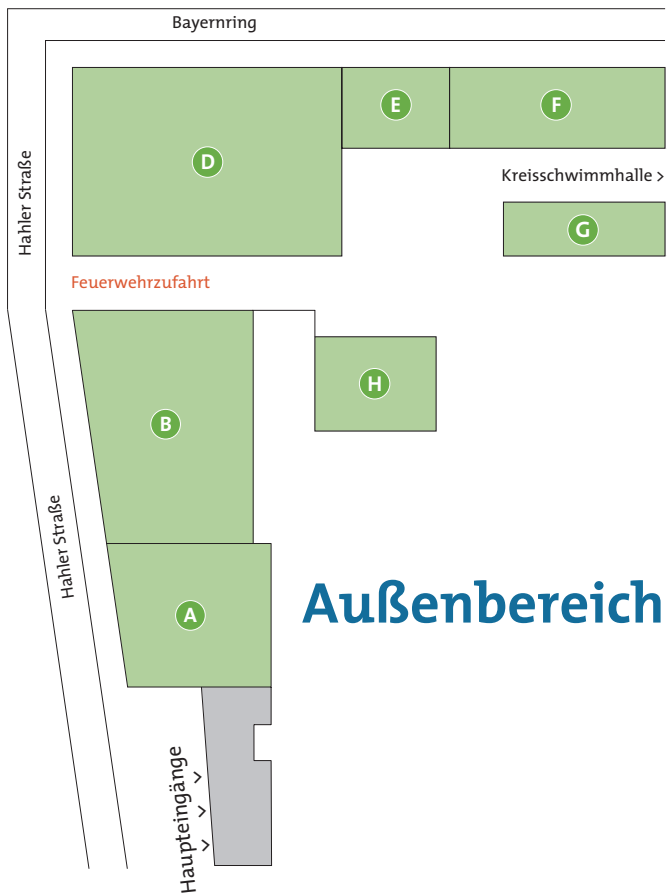 Bayernring
Hahler Straße
E
F
D
Kreisschwimmhalle >
G
Feuerwehrzufahrt
H
B
Hahler Straße
Außenbereich
A
Haupteingänge
>
>
>